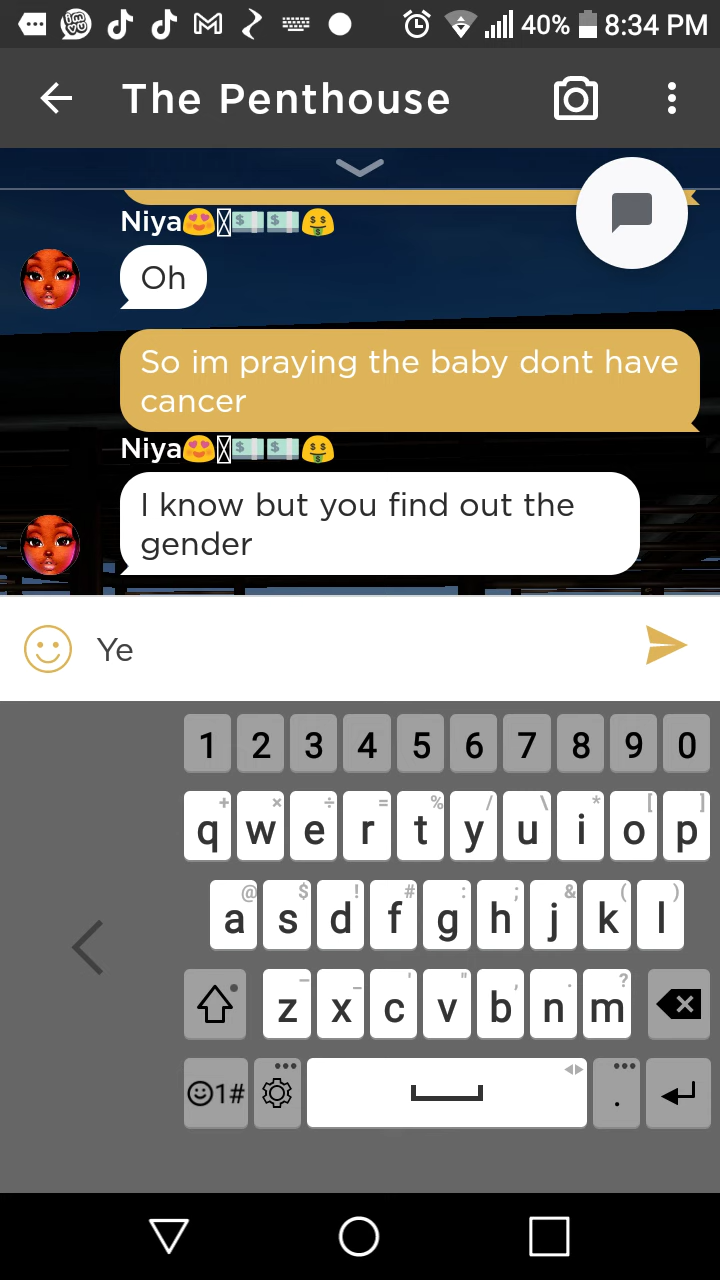 40% 8:34 PM
The Penthouse
Niya😍💵💵🤑
Oh
So im praying the baby dont have
cancer
Niya😍💵💵🤑
I know but you find out the
gender
Ye
1 2 3 4 5 6 7 8 9 0
+ × ÷ = % / \ * [ ]
q w e r t y u i o p
@ $ ! # : ; & ( )
a s d f g h j k l
– _ ' " , . ?
z x c v b n m
1# .